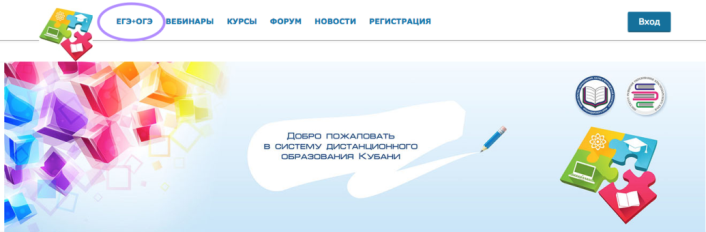 ЕГЭ+ОГЭ ВЕБИНАРЫ КУРСЫ ФОРУМ НОВОСТИ РЕГИСТРАЦИЯ Вход
Добро пожаловать
в систему дистанционного
образования Кубани